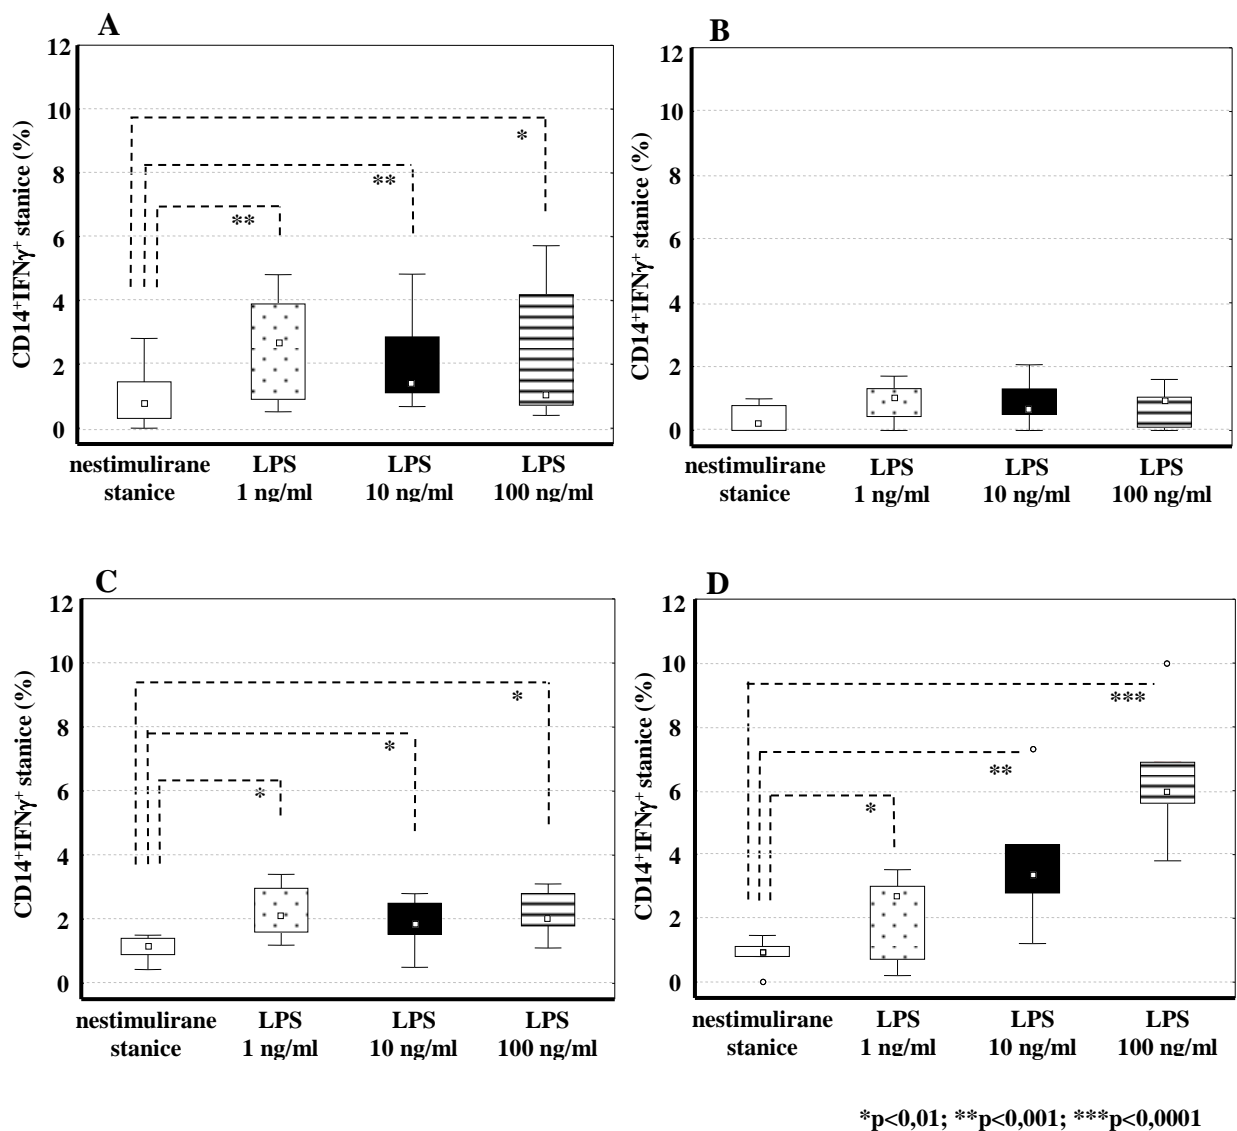 A
12
10
8
6
4
2
0
CD14⁺IFNγ⁺ stanice (%)
*
**
**
nestimulirane stanice
LPS 1 ng/ml
LPS 10 ng/ml
LPS 100 ng/ml
B
12
10
8
6
4
2
0
CD14⁺IFNγ⁺ stanice (%)
nestimulirane stanice
LPS 1 ng/ml
LPS 10 ng/ml
LPS 100 ng/ml
C
12
10
8
6
4
2
0
CD14⁺IFNγ⁺ stanice (%)
*
*
*
nestimulirane stanice
LPS 1 ng/ml
LPS 10 ng/ml
LPS 100 ng/ml
D
12
10
8
6
4
2
0
CD14⁺IFNγ⁺ stanice (%)
***
**
*
nestimulirane stanice
LPS 1 ng/ml
LPS 10 ng/ml
LPS 100 ng/ml
*p<0,01; **p<0,001; ***p<0,0001